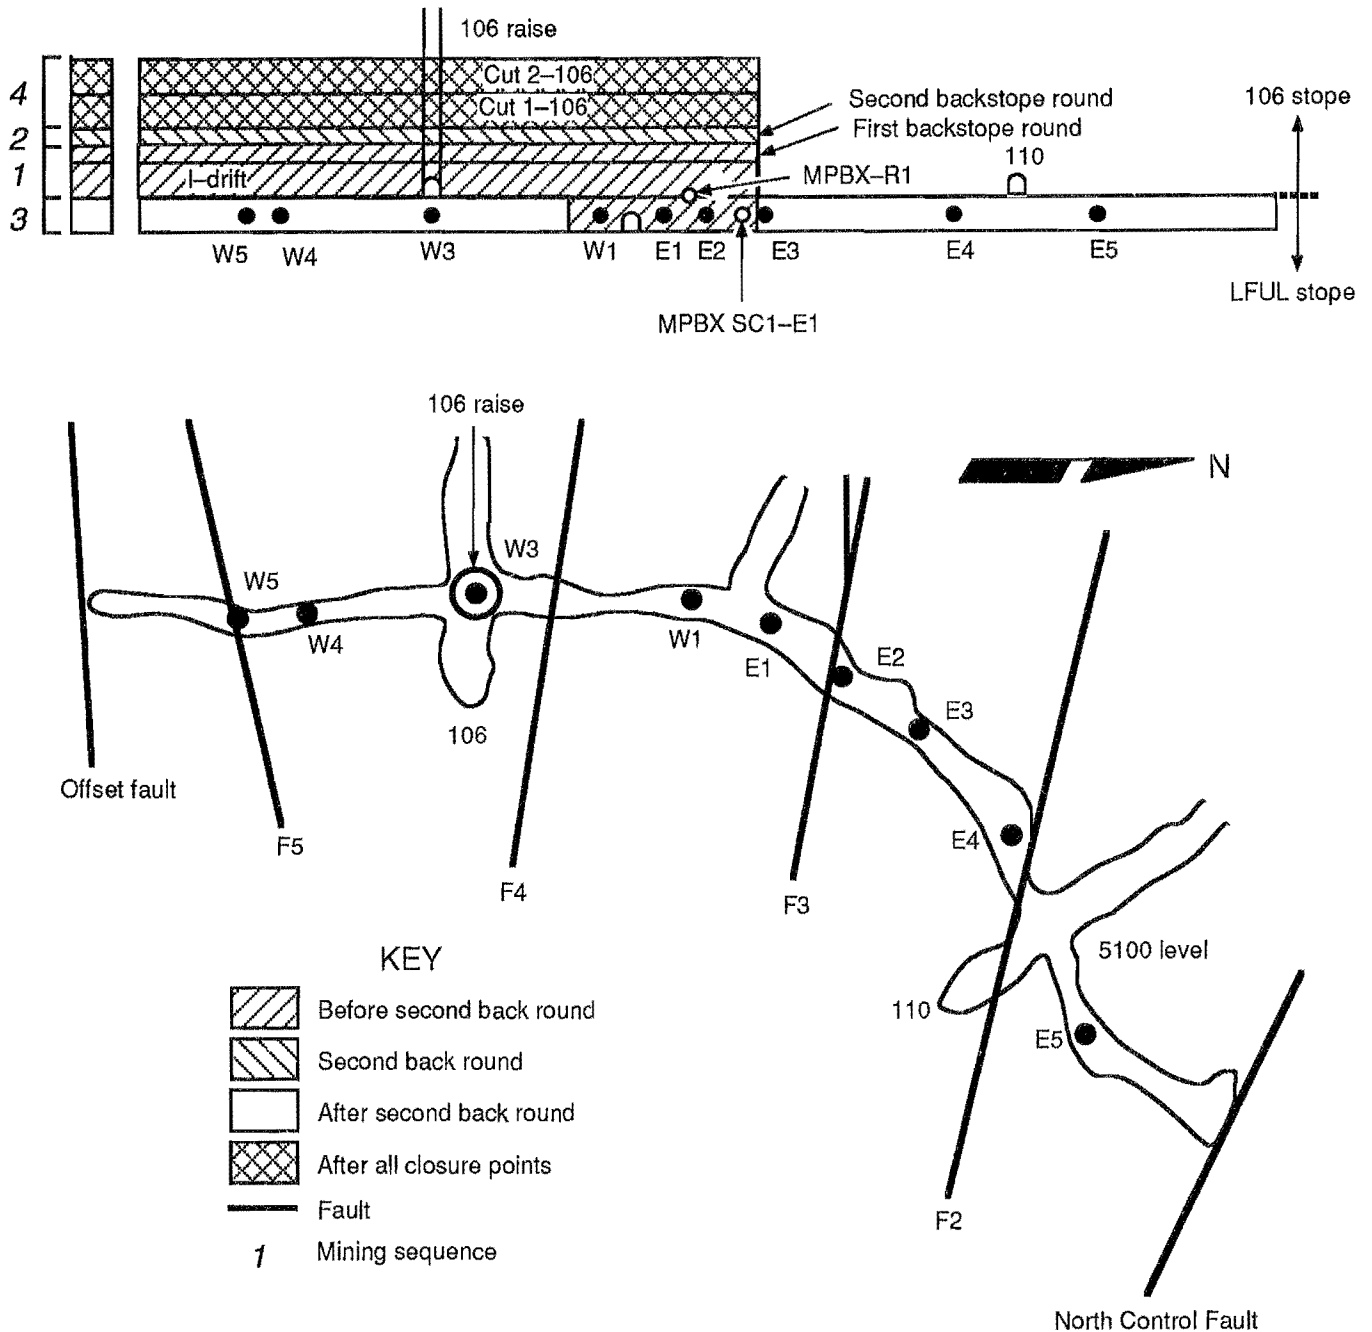 106 raise
Cut 2–106
Cut 1–106
4
2
1
3
I–drift
Second backstope round
First backstope round
MPBX–R1
110
106 stope
LFUL stope
W5
W4
W3
W1
E1
E2
E3
E4
E5
MPBX SC1–E1
106 raise
N
W5
W4
W3
W1
E1
E2
E3
E4
106
Offset fault
F5
F4
F3
5100 level
110
E5
F2
North Control Fault
KEY
Before second back round
Second back round
After second back round
After all closure points
Fault
1 Mining sequence